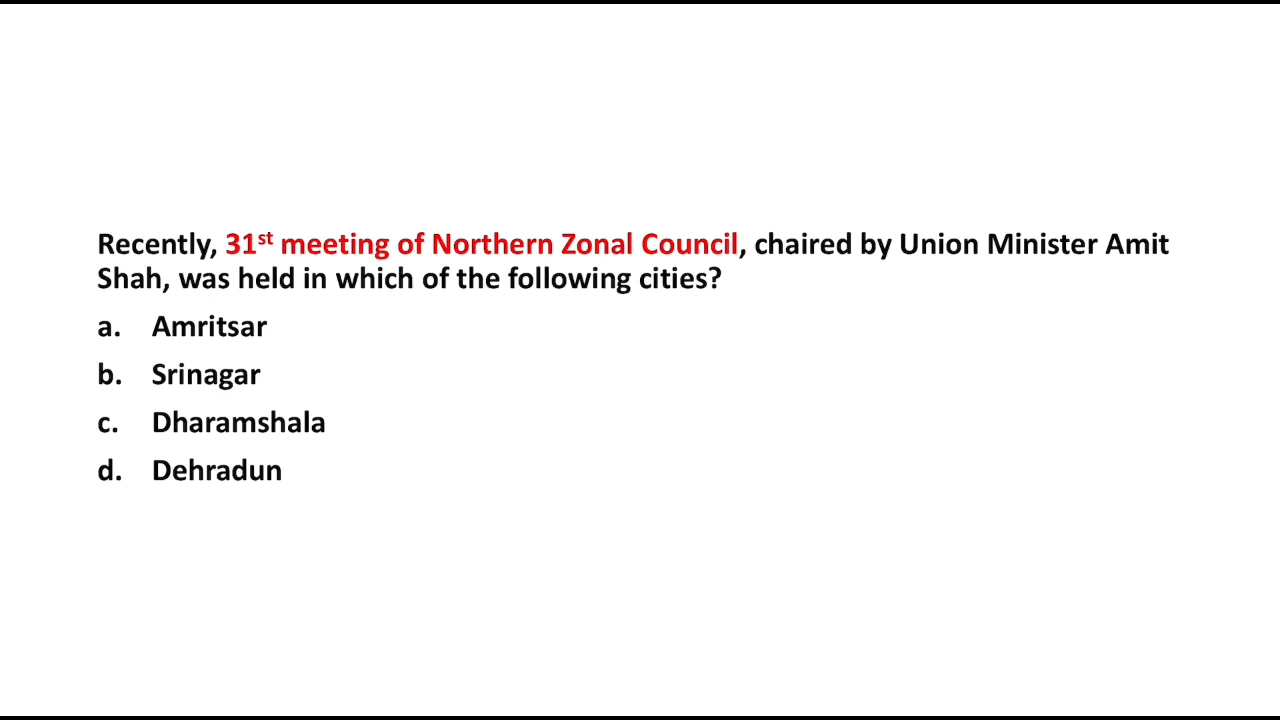 Recently, 31st meeting of Northern Zonal Council, chaired by Union Minister Amit
Shah, was held in which of the following cities?
a. Amritsar
b. Srinagar
c. Dharamshala
d. Dehradun